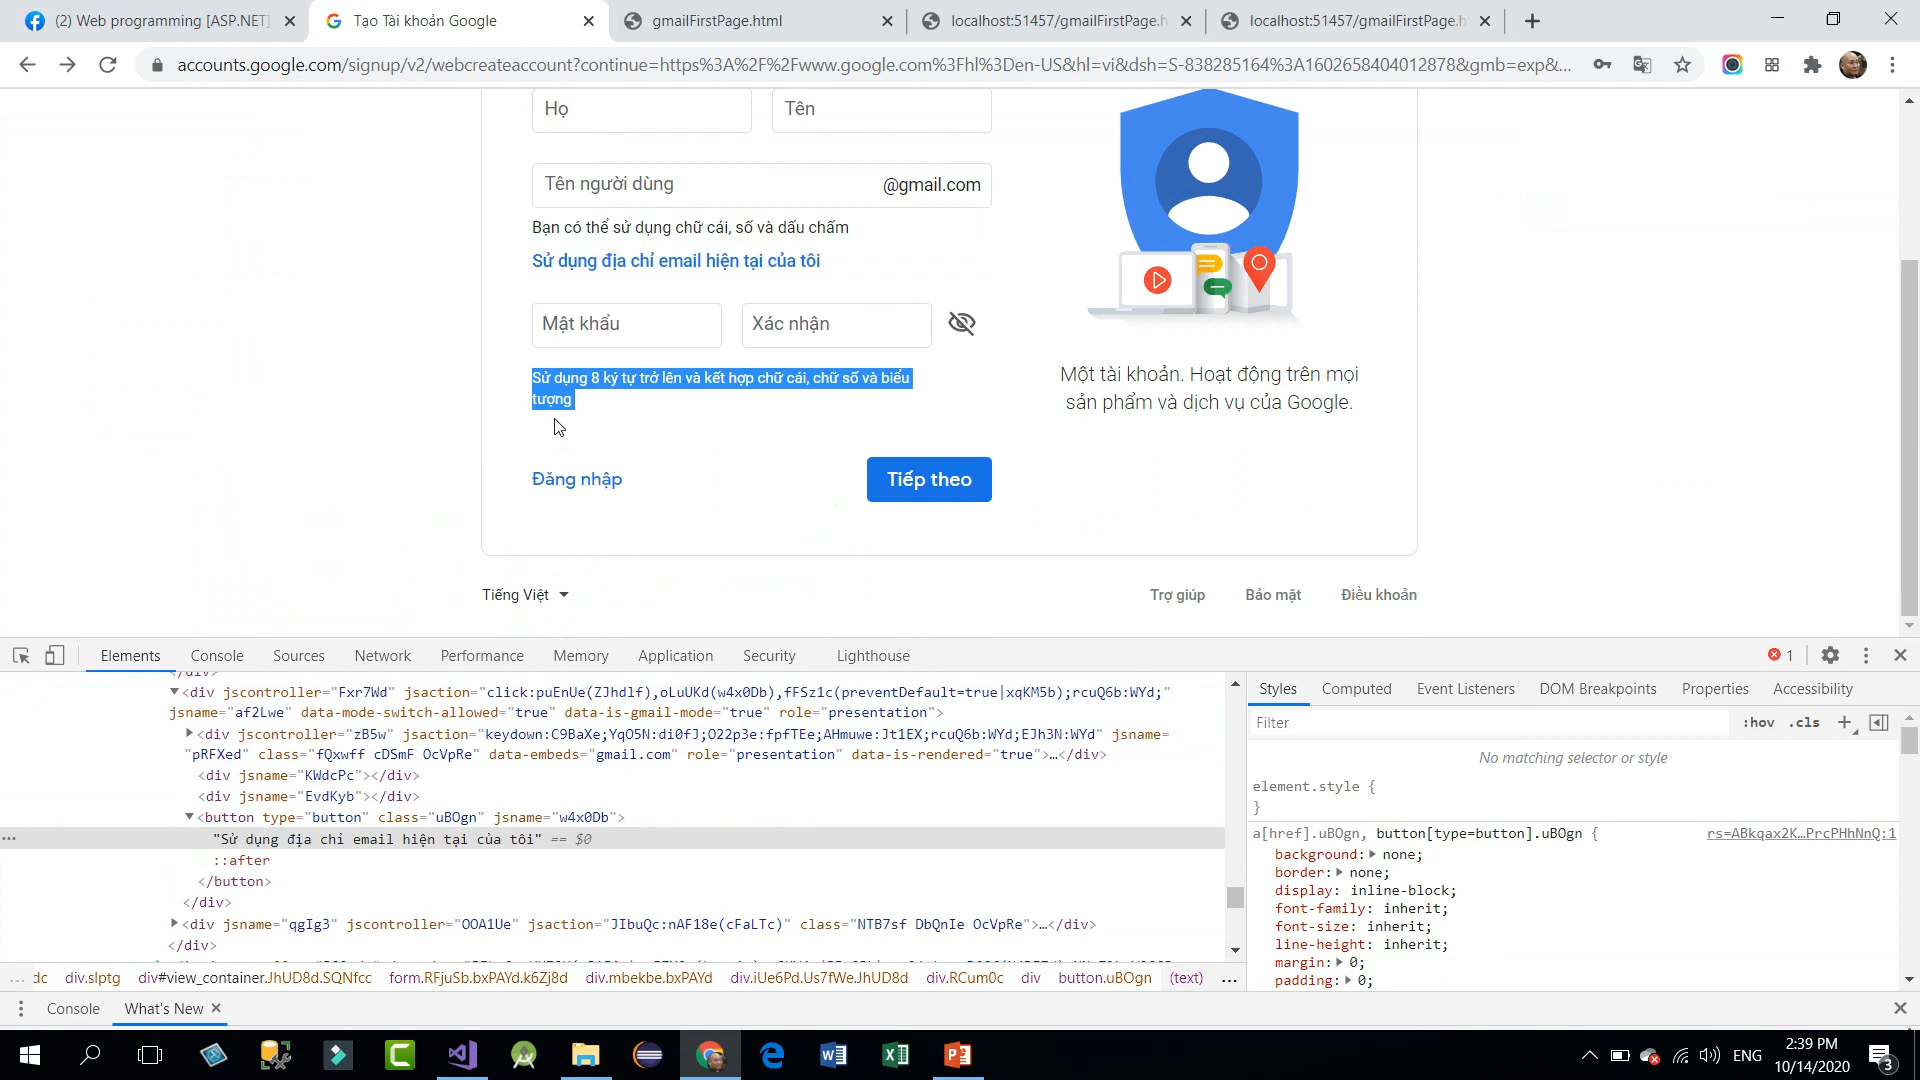 (2) Web programming [ASP.NET]
Tạo Tài khoản Google
gmailFirstPage.html
localhost:51457/gmailFirstPage.h
localhost:51457/gmailFirstPage.h
accounts.google.com/signup/v2/webcreateaccount?continue=https%3A%2F%2Fwww.google.com%3Fhl%3Den-US&hl=vi&dsh=S-838285164%3A1602658404012878&gmb=exp&...
Họ
Tên
Tên người dùng
@gmail.com
Bạn có thể sử dụng chữ cái, số và dấu chấm
Sử dụng địa chỉ email hiện tại của tôi
Mật khẩu
Xác nhận
Sử dụng 8 ký tự trở lên và kết hợp chữ cái, chữ số và biểu
tượng
Một tài khoản. Hoạt động trên mọi
sản phẩm và dịch vụ của Google.
Đăng nhập
Tiếp theo
Tiếng Việt
Trợ giúp
Bảo mật
Điều khoản
Elements Console Sources Network Performance Memory Application Security Lighthouse
1
</div>
<div jscontroller="Fxr7Wd" jsaction="click:puEnUe(ZJhdlf),oLuUKd(w4x0Db),fFSz1c(preventDefault=true|xqKM5b);rcuQ6b:WYd;"
jsname="af2Lwe" data-mode-switch-allowed="true" data-is-gmail-mode="true" role="presentation">
<div jscontroller="zB5w" jsaction="keydown:C9BaXe;YqO5N:di0fJ;O22p3e:fpfTEe;AHmuwe:Jt1EX;rcuQ6b:WYd;EJh3N:WYd" jsname=
"pRFXed" class="fQxwff cDSmF OcVpRe" data-embeds="gmail.com" role="presentation" data-is-rendered="true">…</div>
<div jsname="KWdcPc"></div>
<div jsname="EvdKyb"></div>
<button type="button" class="uBOgn" jsname="w4x0Db">
"Sử dụng địa chỉ email hiện tại của tôi" == $0
::after
</button>
</div>
<div jsname="qgIg3" jscontroller="OOA1Ue" jsaction="JIbuQc:nAF18e(cFaLTc)" class="NTB7sf DbQnIe OcVpRe">…</div>
</div>
... dc div.slptg div#view_container.JhUD8d.SQNfcc form.RFjuSb.bxPAYd.k6Zj8d div.mbekbe.bxPAYd div.iUe6Pd.Us7fWe.JhUD8d div.RCum0c div button.uBOgn (text) ...
Styles Computed Event Listeners DOM Breakpoints Properties Accessibility
Filter
:hov .cls
No matching selector or style
element.style {
}
a[href].uBOgn, button[type=button].uBOgn {
rs=ABkqax2K…PrcPHhNnQ:1
background: none;
border: none;
display: inline-block;
font-family: inherit;
font-size: inherit;
line-height: inherit;
margin: 0;
padding: 0;
Console
What's New
ENG
2:39 PM
10/14/2020
3